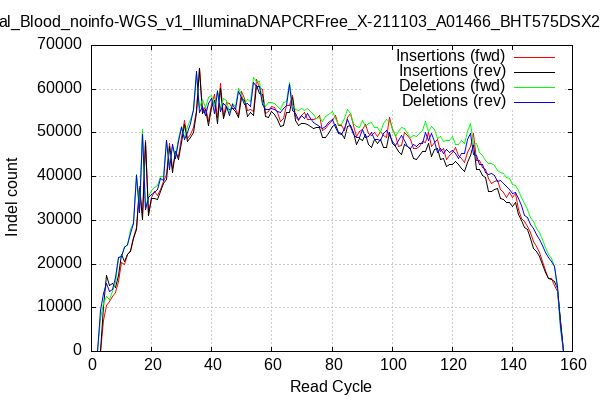 al_Blood_noinfo-WGS_v1_IlluminaDNAPCRFree_X-211103_A01466_BHT575DSX2
70000
60000
50000
40000
30000
20000
10000
0
Indel count
Insertions (fwd)
Insertions (rev)
Deletions (fwd)
Deletions (rev)
0 20 40 60 80 100 120 140 160
Read Cycle